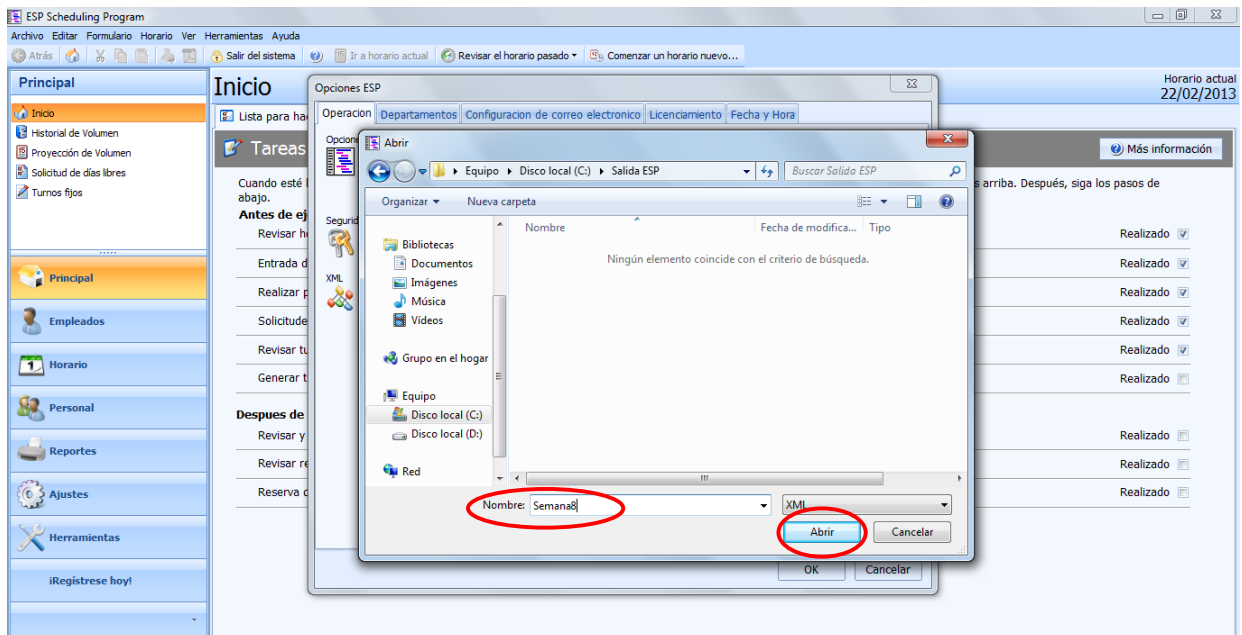 ESP Scheduling Program
Archivo Editar Formulario Horario Ver Herramientas Ayuda
Atrás Salir del sistema Ir a horario actual Revisar el horario pasado Comenzar un horario nuevo...
Principal
Inicio
Historial de Volumen
Proyección de Volumen
Solicitud de días libres
Turnos fijos
Principal
Empleados
Horario
Personal
Reportes
Ajustes
Herramientas
¡Regístrese hoy!
Inicio
Horario actual
22/02/2013
Lista para ha
Tareas
Más información
Cuando esté
s arriba. Después, siga los pasos de
abajo.
Antes de ej
Revisar h
Realizado
Entrada d
Realizado
Realizar p
Realizado
Solicitude
Realizado
Revisar tu
Realizado
Generar t
Realizado
Despues de
Revisar y
Realizado
Revisar re
Realizado
Reserva d
Realizado
Opciones ESP
Operacion Departamentos Configuracion de correo electronico Licenciamiento Fecha y Hora
Opcione
Segurid
XML
OK Cancelar
Abrir
Equipo Disco local (C:) Salida ESP
Buscar Salida ESP
Organizar Nueva carpeta
Nombre Fecha de modifica... Tipo
Ningún elemento coincide con el criterio de búsqueda.
Bibliotecas
Documentos
Imágenes
Música
Vídeos
Grupo en el hogar
Equipo
Disco local (C:)
Disco local (D:)
Red
Nombre: Semana8
XML
Abrir Cancelar